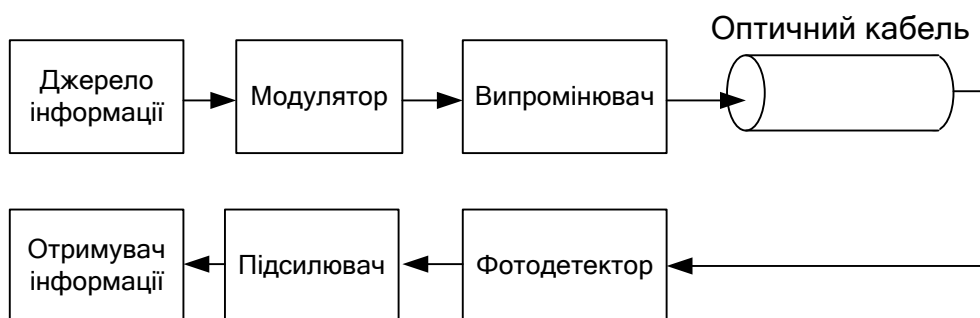 Оптичний кабель
Джерело
інформації
Модулятор
Випромінювач
Отримувач
інформації
Підсилювач
Фотодетектор